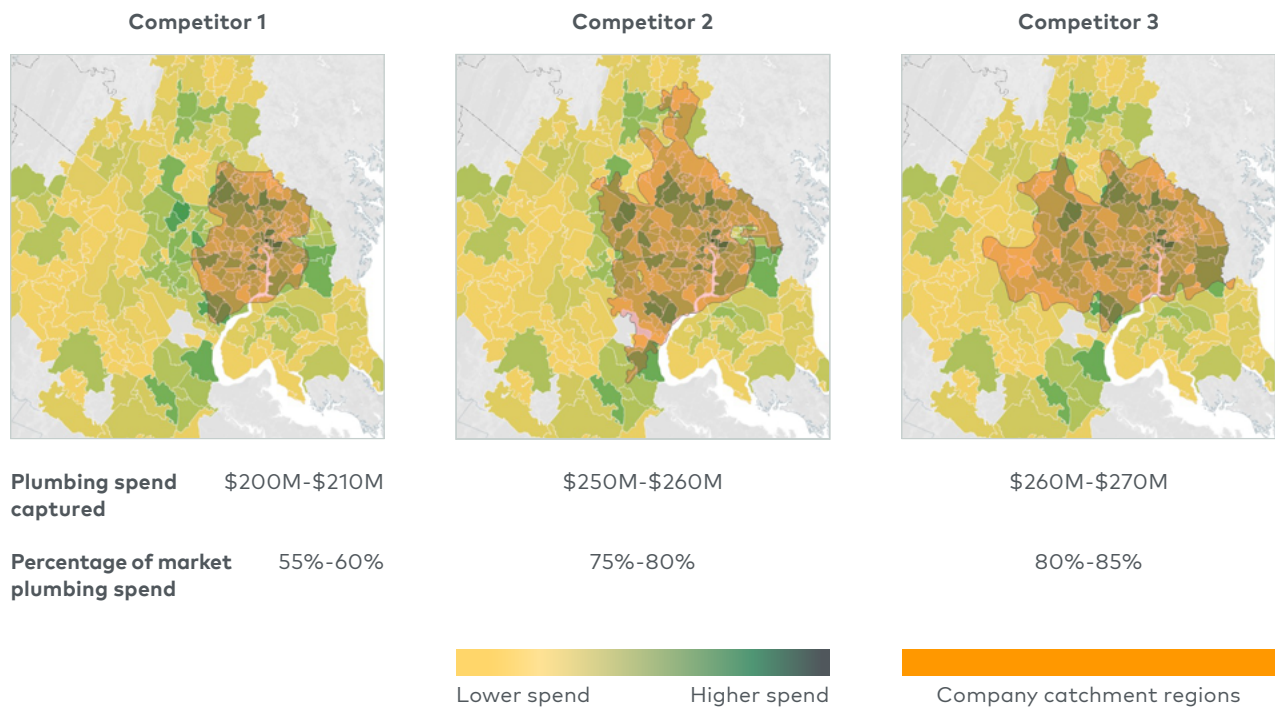 Competitor 1
Competitor 2
Competitor 3
Plumbing spend captured
$200M-$210M
$250M-$260M
$260M-$270M
Percentage of market plumbing spend
55%-60%
75%-80%
80%-85%
Lower spend
Higher spend
Company catchment regions